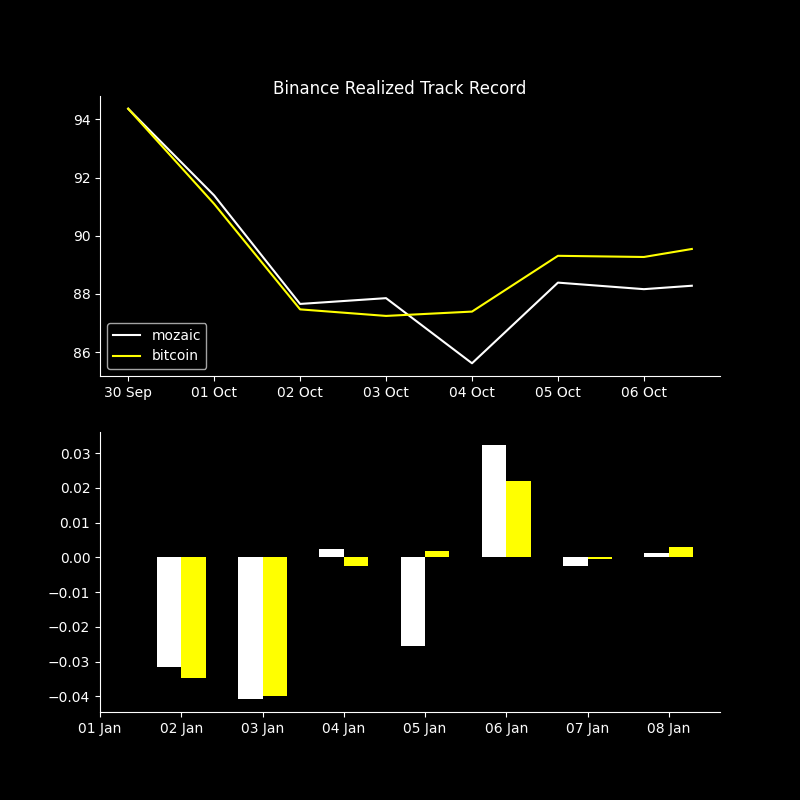 Binance Realized Track Record
94
92
90
88
86
mozaic
bitcoin
30 Sep 01 Oct 02 Oct 03 Oct 04 Oct 05 Oct 06 Oct
0.03
0.02
0.01
0.00
−0.01
−0.02
−0.03
−0.04
01 Jan 02 Jan 03 Jan 04 Jan 05 Jan 06 Jan 07 Jan 08 Jan